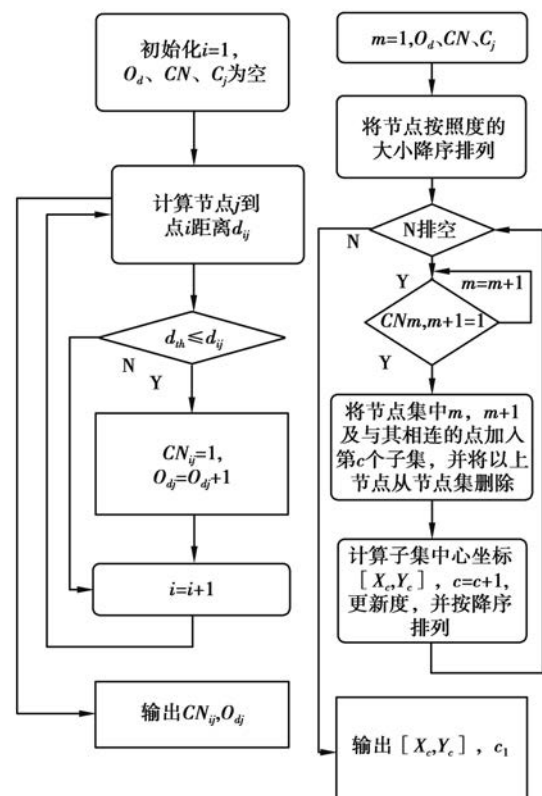 初始化i=1,
O_d、CN、C_j为空
计算节点j到
点i距离d_ij
d_th≤d_ij
N
Y
CN_ij=1,
O_dj=O_dj+1
i=i+1
输出CN_ij,O_dj
m=1,O_d、CN、C_j
将节点按照度的
大小降序排列
N排空
N
Y
m=m+1
CNm,m+1=1
Y
将节点集中m，m+1
及与其相连的点加入
第c个子集，并将以上
节点从节点集删除
计算子集中心坐标
［X_c,Y_c］，c=c+1,
更新度，并按降序
排列
输出［X_c,Y_c］，c_1